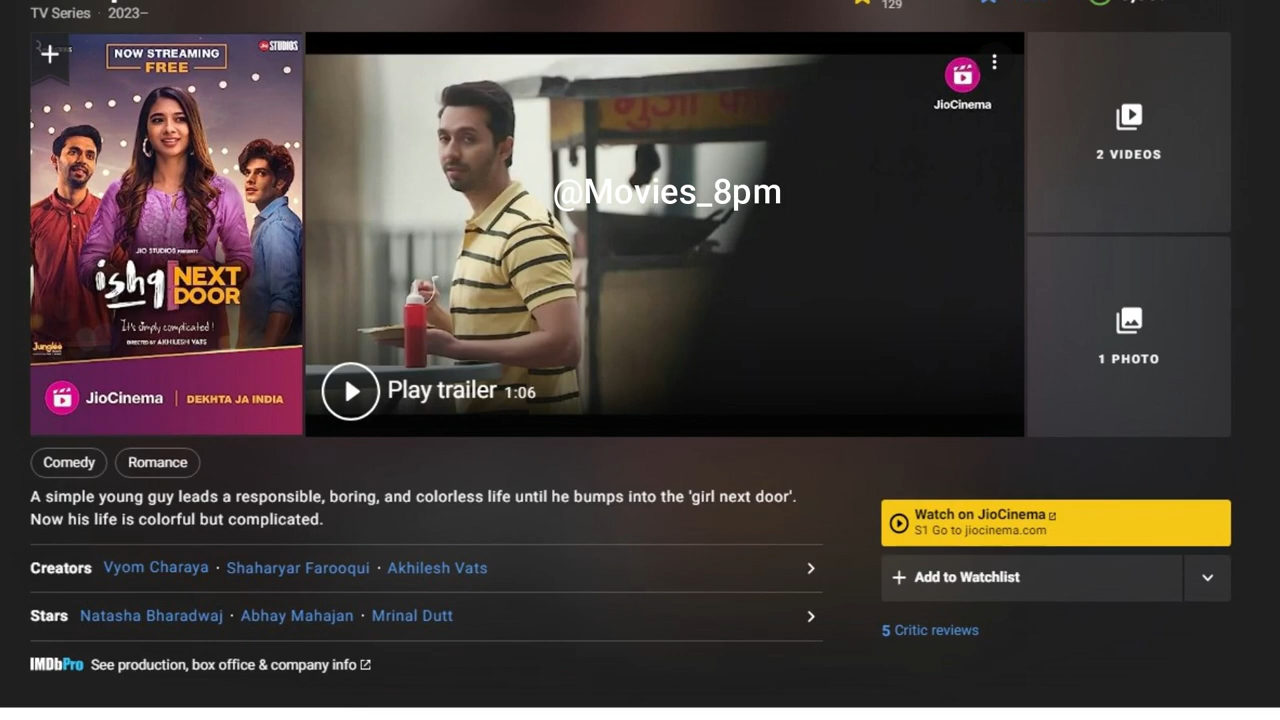 TV Series · 2023–
129
NOW STREAMING
FREE
Jio STUDIOS
JIO STUDIOS PRESENTS
ishq NEXT
DOOR
It's simply complicated!
DIRECTED BY AKHILESH VATS
Junglee
JioCinema | DEKHTA JA INDIA
JioCinema
@Movies_8pm
Play trailer 1:06
2 VIDEOS
1 PHOTO
Comedy
Romance
A simple young guy leads a responsible, boring, and colorless life until he bumps into the 'girl next door'.
Now his life is colorful but complicated.
Creators Vyom Charaya · Shaharyar Farooqui · Akhilesh Vats
Stars Natasha Bharadwaj · Abhay Mahajan · Mrinal Dutt
IMDbPro See production, box office & company info
Watch on JioCinema
S1 Go to jiocinema.com
+ Add to Watchlist
5 Critic reviews